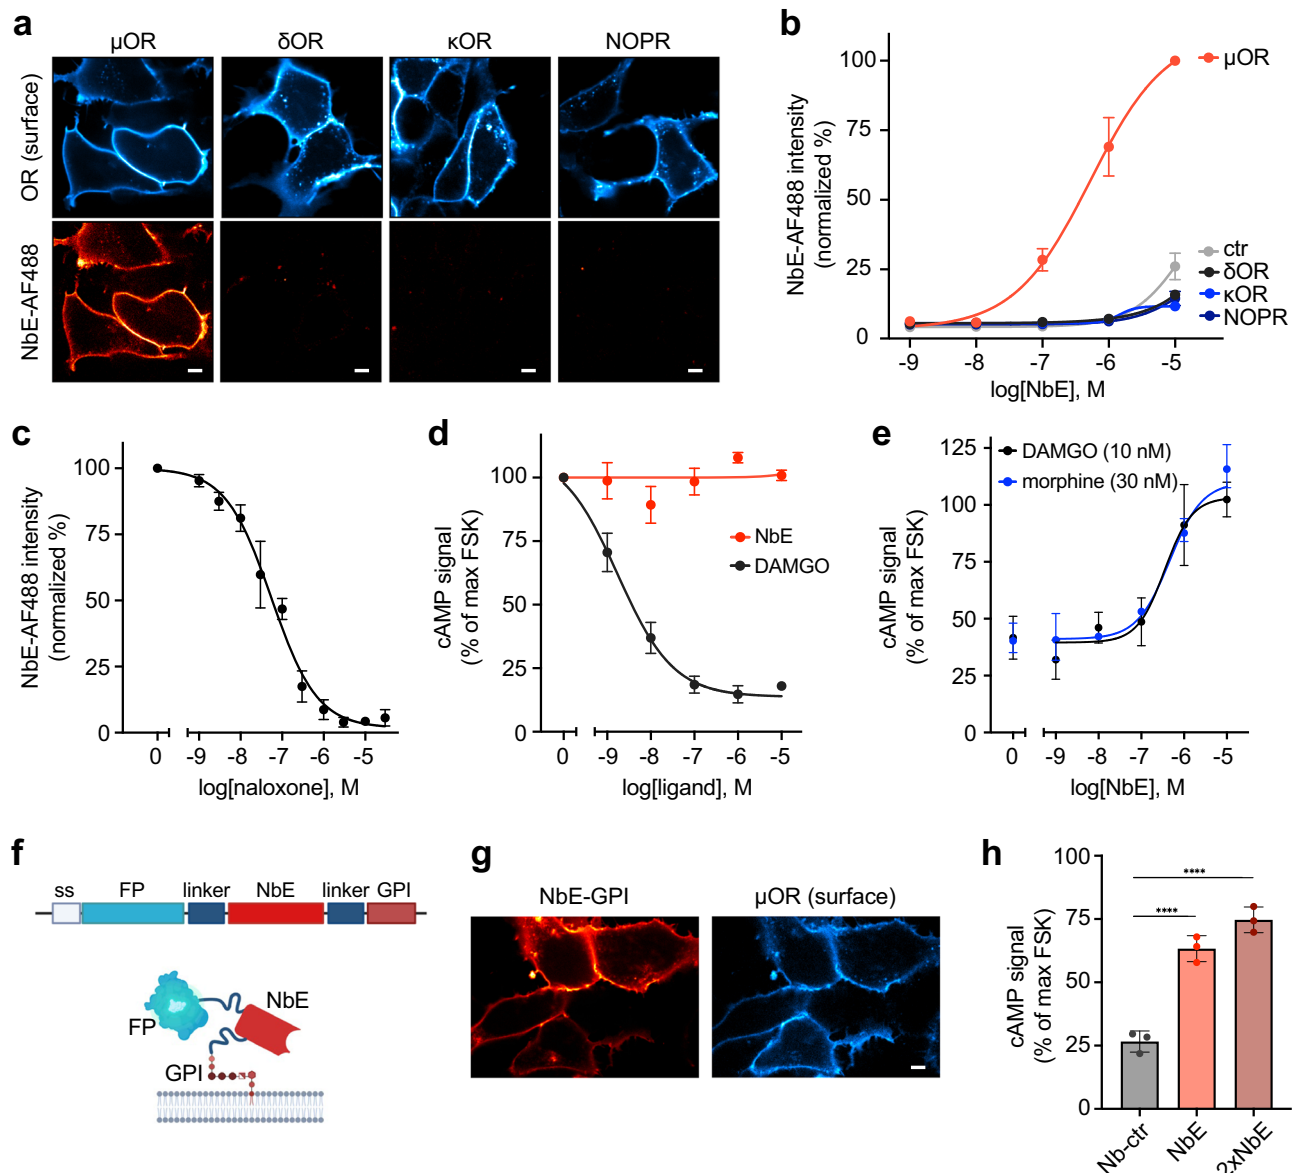 a
µOR δOR κOR NOPR
OR (surface)
NbE-AF488
b
NbE-AF488 intensity
(normalized %)
100
75
50
25
0
-9 -8 -7 -6 -5
log[NbE], M
µOR
ctr
δOR
κOR
NOPR
c
NbE-AF488 intensity
(normalized %)
100
75
50
25
0
0 -9 -8 -7 -6 -5
log[naloxone], M
d
cAMP signal
(% of max FSK)
100
75
50
25
0
NbE
DAMGO
0 -9 -8 -7 -6 -5
log[ligand], M
e
cAMP signal
(% of max FSK)
125
100
75
50
25
0
DAMGO (10 nM)
morphine (30 nM)
0 -9 -8 -7 -6 -5
log[NbE], M
f
ss FP linker NbE linker GPI
NbE
FP
GPI
g
NbE-GPI µOR (surface)
h
cAMP signal
(% of max FSK)
100
75
50
25
0
****
****
Nb-ctr NbE 2xNbE